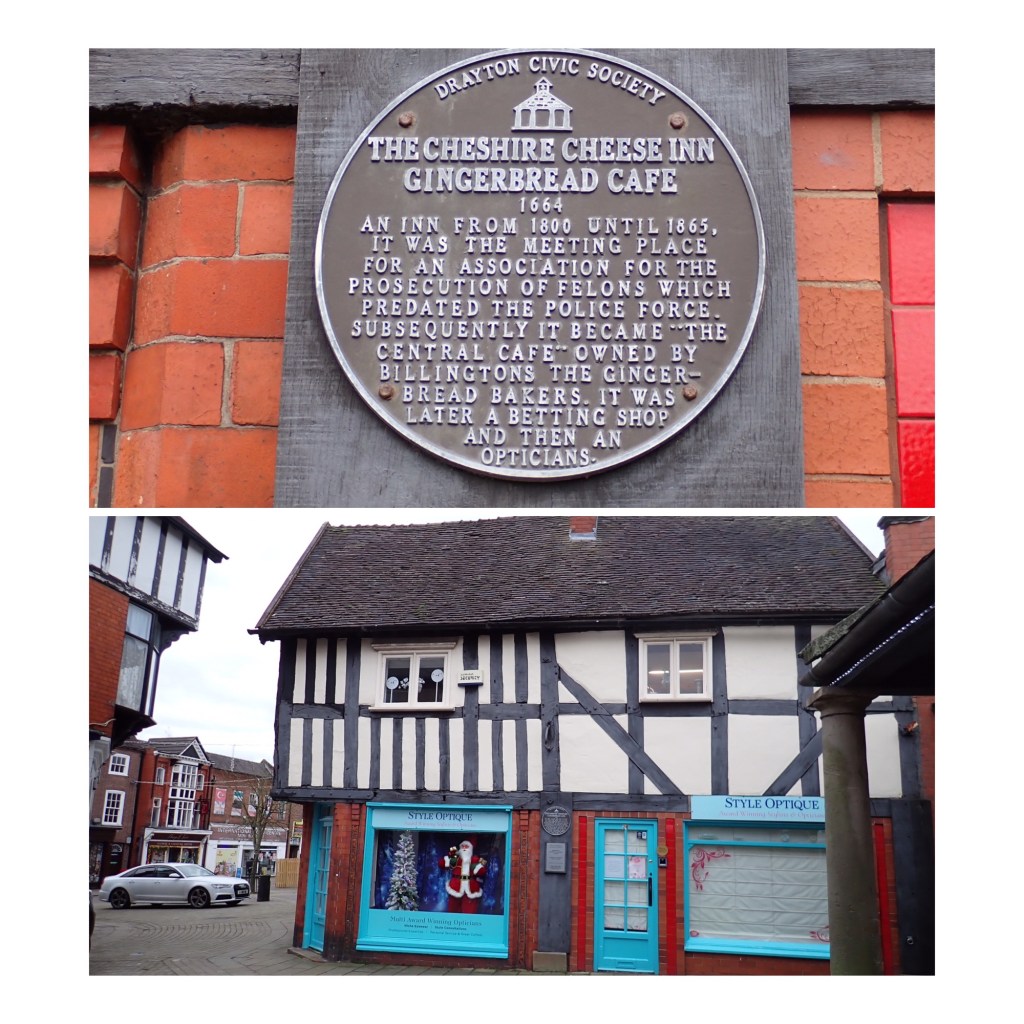 DRAYTON CIVIC SOCIETY
THE CHESHIRE CHEESE INN
GINGERBREAD CAFE
1664
AN INN FROM 1800 UNTIL 1865,
IT WAS THE MEETING PLACE
FOR AN ASSOCIATION FOR THE
PROSECUTION OF FELONS WHICH
PREDATED THE POLICE FORCE.
SUBSEQUENTLY IT BECAME "THE
CENTRAL CAFE" OWNED BY
BILLINGTONS THE GINGER-
BREAD BAKERS. IT WAS
LATER A BETTING SHOP
AND THEN AN
OPTICIANS.
STYLE OPTIQUE
STYLE OPTIQUE
Multi Award Winning Opticians
INTERNATIONAL